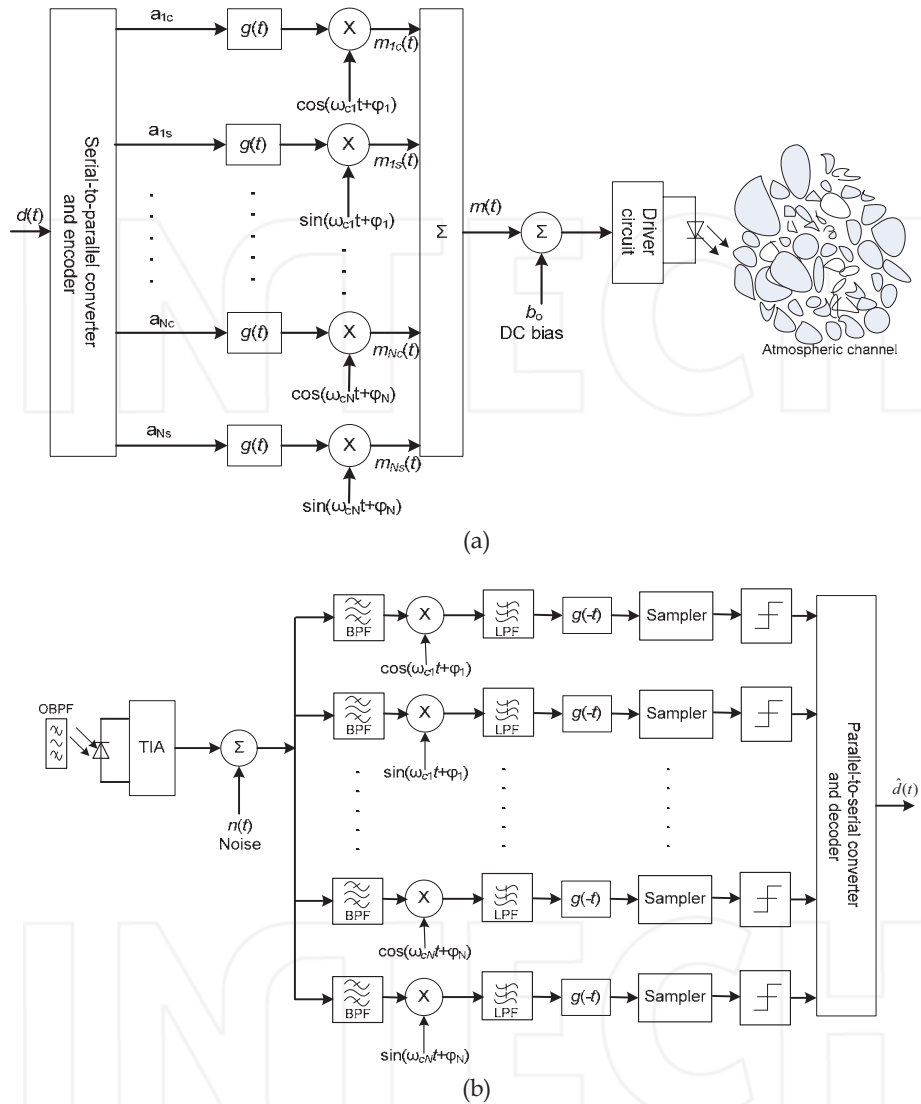 a1c
g(t)
X
m1c(t)
cos(ωc1t+φ1)
a1s
g(t)
X
m1s(t)
sin(ωc1t+φ1)
d(t)
Serial-to-parallel converter
and encoder
Σ
m(t)
Σ
bo
DC bias
Driver
circuit
Atmospheric channel
aNc
g(t)
X
mNc(t)
cos(ωcNt+φN)
aNs
g(t)
X
mNs(t)
sin(ωcNt+φN)
(a)
BPF
X
LPF
g(-t)
Sampler
cos(ωc1t+φ1)
BPF
X
LPF
g(-t)
Sampler
sin(ωc1t+φ1)
OBPF
TIA
Σ
n(t)
Noise
Parallel-to-serial converter
and decoder
d̂(t)
BPF
X
LPF
g(-t)
Sampler
cos(ωcNt+φN)
BPF
X
LPF
g(-t)
Sampler
sin(ωcNt+φN)
(b)
INTECH
INTECH